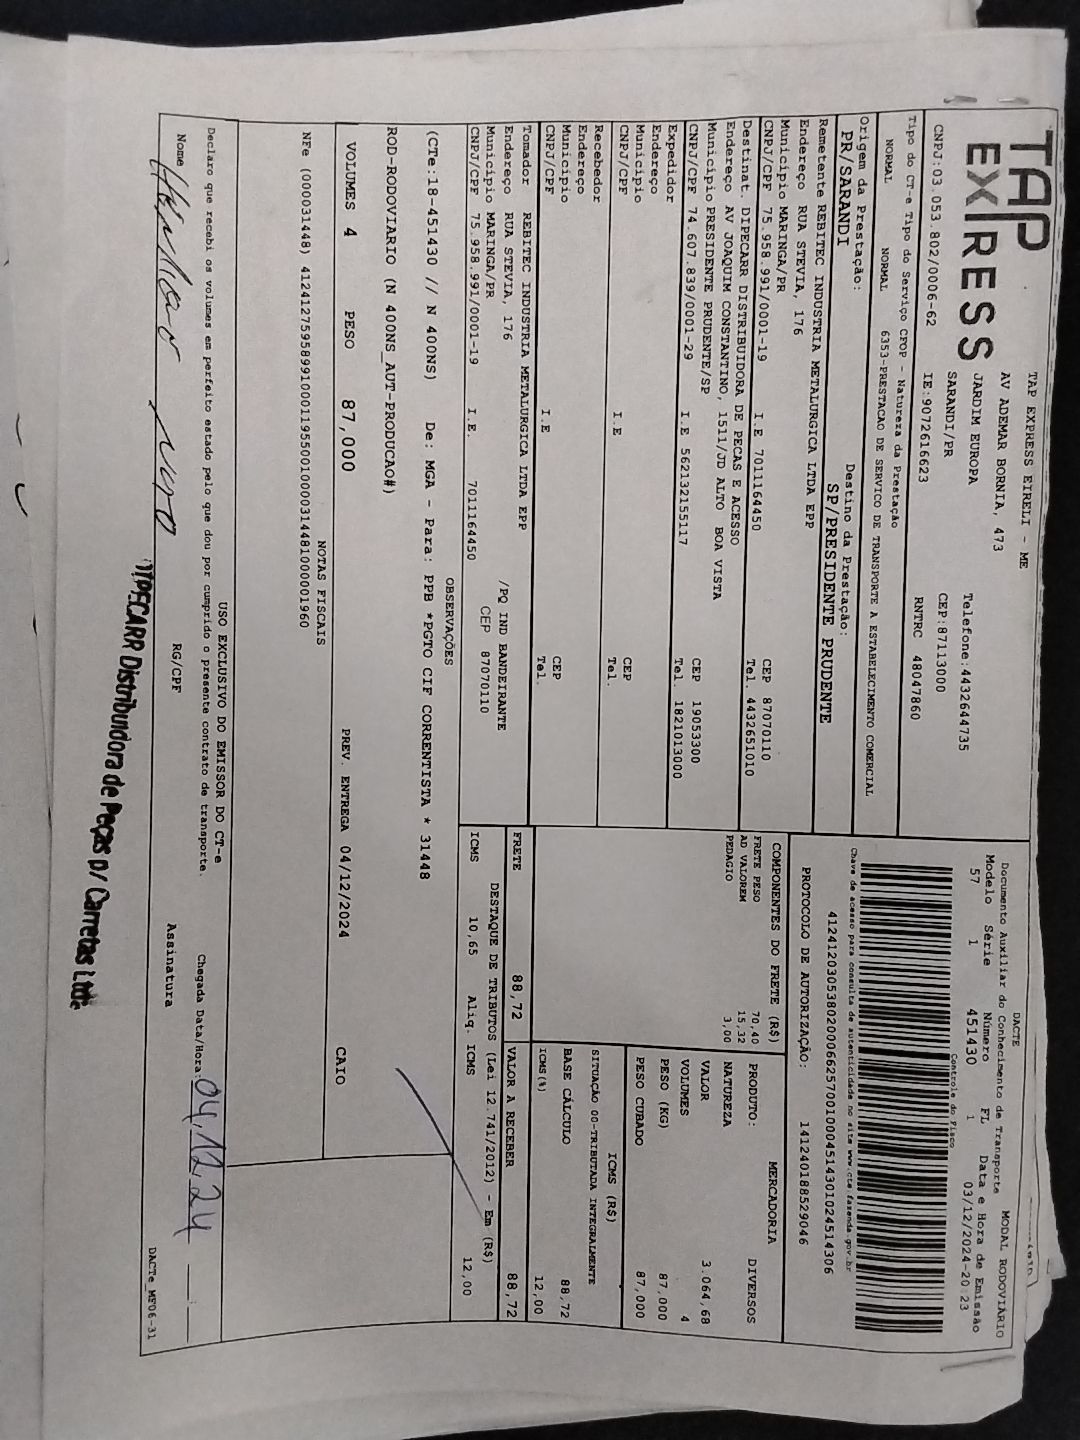 TAP
EXPRESS
TAP EXPRESS EIRELI - ME
AV ADEMAR BORNIA, 473
JARDIM EUROPA
SARANDI/PR
Telefone:4432644735
CEP:87113000
CNPJ:03.053.802/0006-62 IE:9072616623 RNTRC 48047860
DACTE
Documento Auxiliar do Conhecimento de Transporte MODAL RODOVIÁRIO
Modelo Série Número FL Data e Hora de Emissão
57 1 451430 1 03/12/2024-20:23
Controle do Fisco
Chave de acesso para consulta de autenticidade no site www.cte.fazenda.gov.br
41241203053802000662570010004514301024514306
PROTOCOLO DE AUTORIZAÇÃO: 141240188529046
Tipo do CT-e Tipo do Serviço CFOP - Natureza da Prestação
NORMAL NORMAL 6353-PRESTACAO DE SERVICO DE TRANSPORTE A ESTABELECIMENTO COMERCIAL
Origem da Prestação: Destino da Prestação:
PR/SARANDI SP/PRESIDENTE PRUDENTE
Remetente REBITEC INDUSTRIA METALURGICA LTDA EPP
Endereço RUA STEVIA, 176
Município MARINGA/PR CEP 87070110
CNPJ/CPF 75.958.991/0001-19 I.E 7011164450 Tel. 4432651010
Destinat. DIPECARR DISTRIBUIDORA DE PECAS E ACESSO
Endereço AV JOAQUIM CONSTANTINO, 1511/JD ALTO BOA VISTA
Município PRESIDENTE PRUDENTE/SP CEP 19053300
CNPJ/CPF 74.607.839/0001-29 I.E 562132155117 Tel. 1821013000
Expedidor
Endereço
Município CEP
CNPJ/CPF I.E Tel.
Recebedor
Endereço
Município CEP
CNPJ/CPF I.E Tel.
Tomador REBITEC INDUSTRIA METALURGICA LTDA EPP
Endereço RUA STEVIA, 176 /PQ IND BANDEIRANTE
Município MARINGA/PR CEP 87070110
CNPJ/CPF 75.958.991/0001-19 I.E. 7011164450
COMPONENTES DO FRETE (R$)
FRETE PESO 70,40
AD VALOREM 15,32
PEDAGIO 3,00
MERCADORIA
PRODUTO: DIVERSOS
NATUREZA
VALOR 3.064,68
VOLUMES 4
PESO (KG) 87,000
PESO CUBADO 87,000
ICMS (R$)
SITUAÇÃO 00-TRIBUTADA INTEGRALMENTE
BASE CÁLCULO 88,72
ICMS(%) 12,00
FRETE 88,72 VALOR A RECEBER 88,72
DESTAQUE DE TRIBUTOS (Lei 12.741/2012) - Em (R$)
ICMS 10,65 Aliq. ICMS 12,00
OBSERVAÇÕES
(CTe:18-451430 // N 400NS) De: MGA - Para: PPB *PGTO CIF CORRENTISTA * 31448
ROD-RODOVIARIO (N 400NS_AUT-PRODUCAO#)
VOLUMES 4 PESO 87,000 PREV. ENTREGA 04/12/2024 CAIO
NOTAS FISCAIS
NFe (000031448) 41241275958991000119550010000314481000001960
USO EXCLUSIVO DO EMISSOR DO CT-e
Declaro que recebi os volumes em perfeito estado pelo que dou por cumprido o presente contrato de transporte. Chegada Data/Hora: 04,12,24 __:__
Nome RG/CPF Assinatura
DACTe_MF06-31
DIPECARR Distribuidora de Peças p/ Carretas Ltda